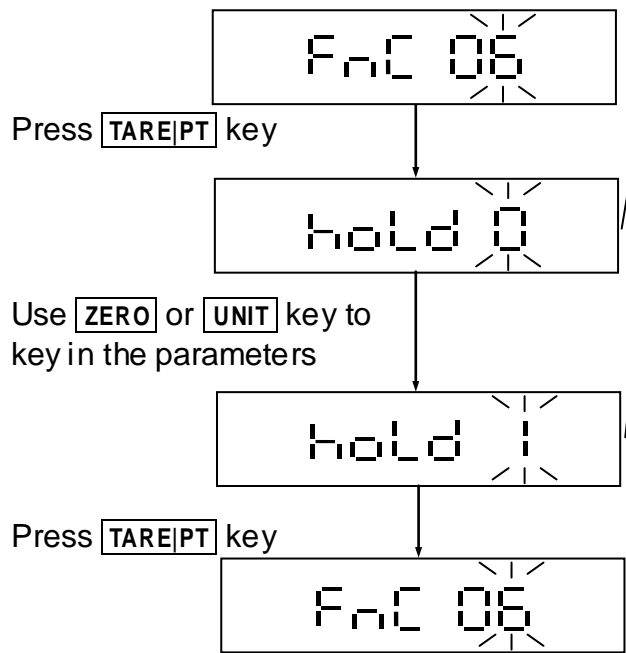 FnC 06
Press TARE|PT key
hoLd 0
Use ZERO or UNIT key to
key in the parameters
hoLd 1
Press TARE|PT key
FnC 06